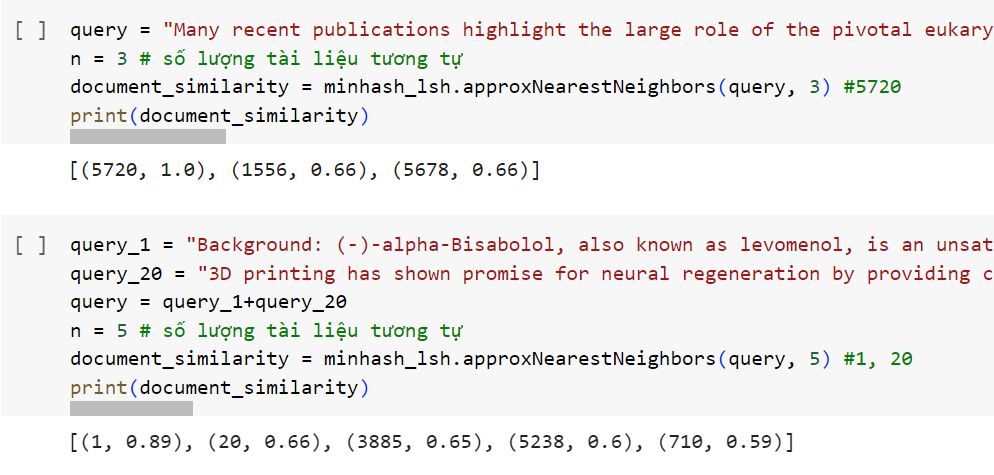 [ ] query = "Many recent publications highlight the large role of the pivotal eukary
n = 3 # số lượng tài liệu tương tự
document_similarity = minhash_lsh.approxNearestNeighbors(query, 3) #5720
print(document_similarity)
[(5720, 1.0), (1556, 0.66), (5678, 0.66)]
[ ] query_1 = "Background: (-)-alpha-Bisabolol, also known as levomenol, is an unsat
query_20 = "3D printing has shown promise for neural regeneration by providing c
query = query_1+query_20
n = 5 # số lượng tài liệu tương tự
document_similarity = minhash_lsh.approxNearestNeighbors(query, 5) #1, 20
print(document_similarity)
[(1, 0.89), (20, 0.66), (3885, 0.65), (5238, 0.6), (710, 0.59)]